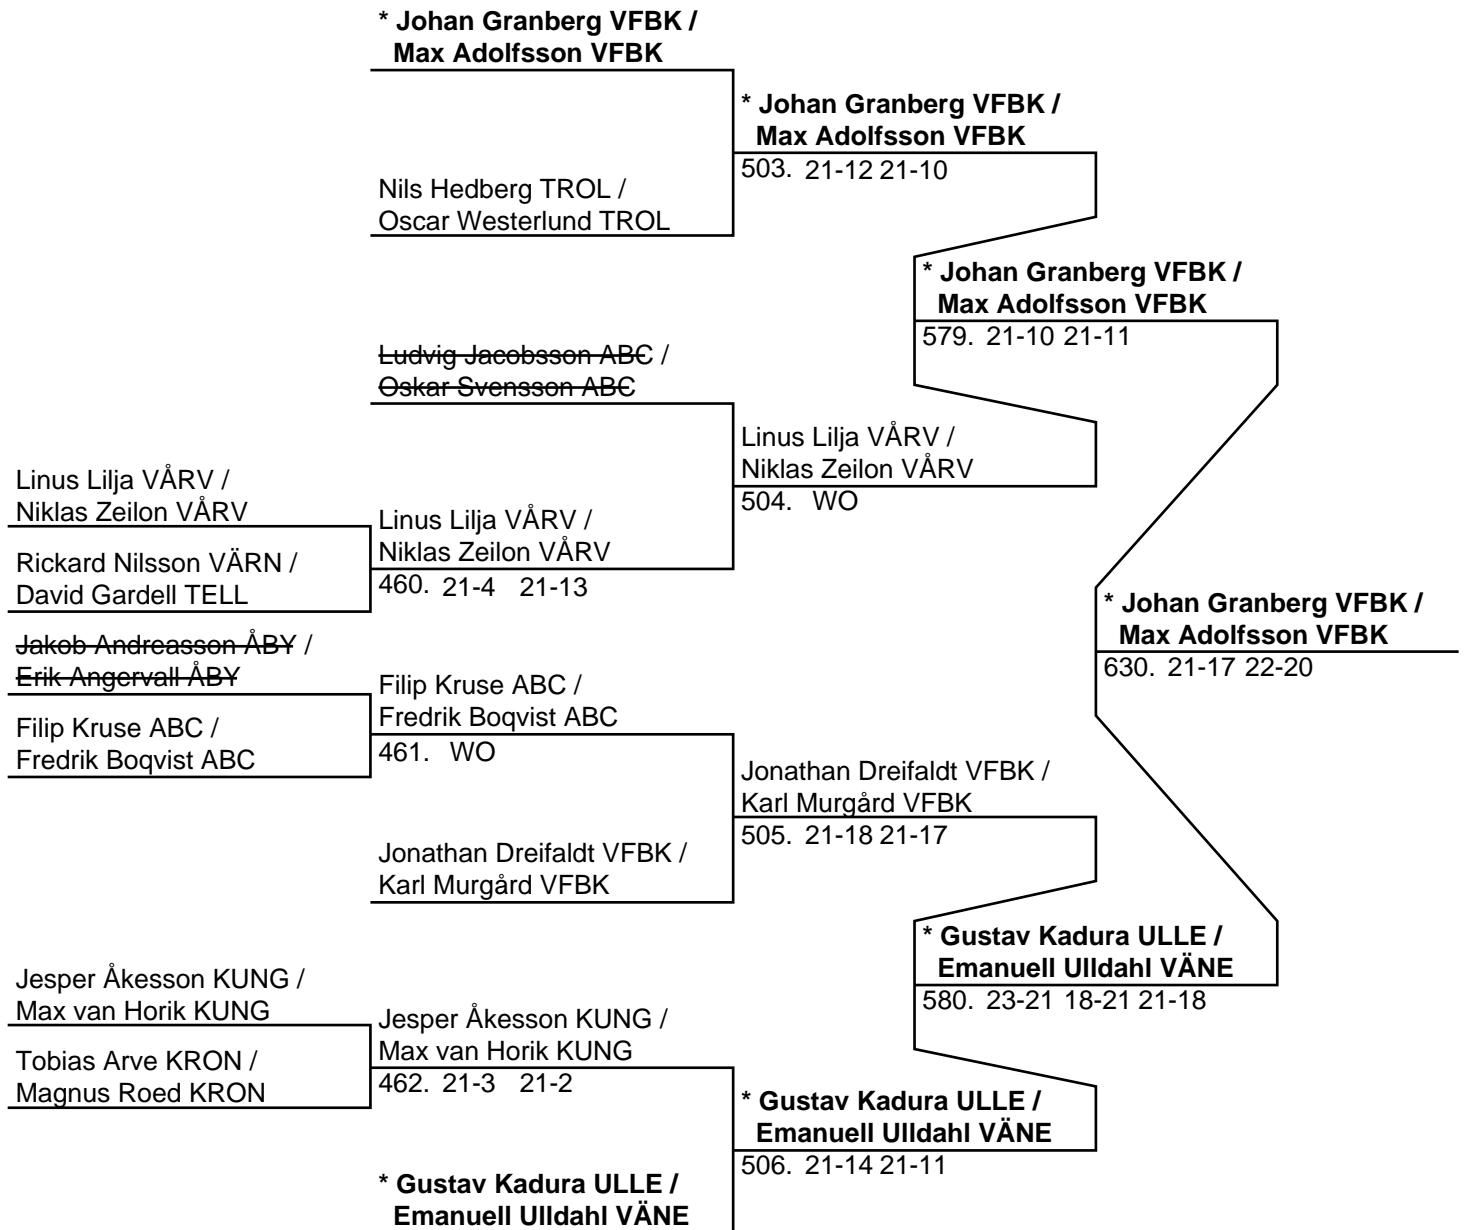 * Johan Granberg VFBK /
Max Adolfsson VFBK
* Johan Granberg VFBK /
Max Adolfsson VFBK
503. 21-12 21-10
Nils Hedberg TROL /
Oscar Westerlund TROL
* Johan Granberg VFBK /
Max Adolfsson VFBK
579. 21-10 21-11
Ludvig Jacobsson ABC /
Oskar Svensson ABC
Linus Lilja VÅRV /
Niklas Zeilon VÅRV
504. WO
Linus Lilja VÅRV /
Niklas Zeilon VÅRV
Linus Lilja VÅRV /
Niklas Zeilon VÅRV
460. 21-4 21-13
Rickard Nilsson VÄRN /
David Gardell TELL
* Johan Granberg VFBK /
Max Adolfsson VFBK
630. 21-17 22-20
Jakob Andreasson ÅBY /
Erik Angervall ÅBY
Filip Kruse ABC /
Fredrik Boqvist ABC
461. WO
Filip Kruse ABC /
Fredrik Boqvist ABC
Jonathan Dreifaldt VFBK /
Karl Murgård VFBK
505. 21-18 21-17
Jonathan Dreifaldt VFBK /
Karl Murgård VFBK
* Gustav Kadura ULLE /
Emanuell Ulldahl VÄNE
580. 23-21 18-21 21-18
Jesper Åkesson KUNG /
Max van Horik KUNG
Jesper Åkesson KUNG /
Max van Horik KUNG
462. 21-3 21-2
Tobias Arve KRON /
Magnus Roed KRON
* Gustav Kadura ULLE /
Emanuell Ulldahl VÄNE
506. 21-14 21-11
* Gustav Kadura ULLE /
Emanuell Ulldahl VÄNE